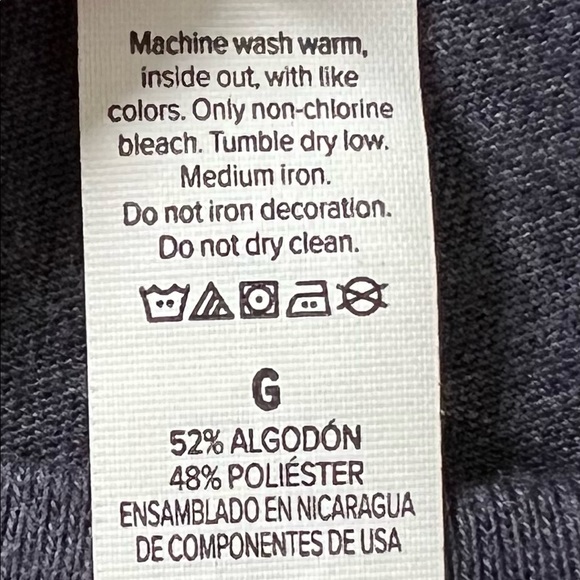 Machine wash warm,
inside out, with like
colors. Only non-chlorine
bleach. Tumble dry low.
Medium iron.
Do not iron decoration.
Do not dry clean.
G
52% ALGODÓN
48% POLIÉSTER
ENSAMBLADO EN NICARAGUA
DE COMPONENTES DE USA